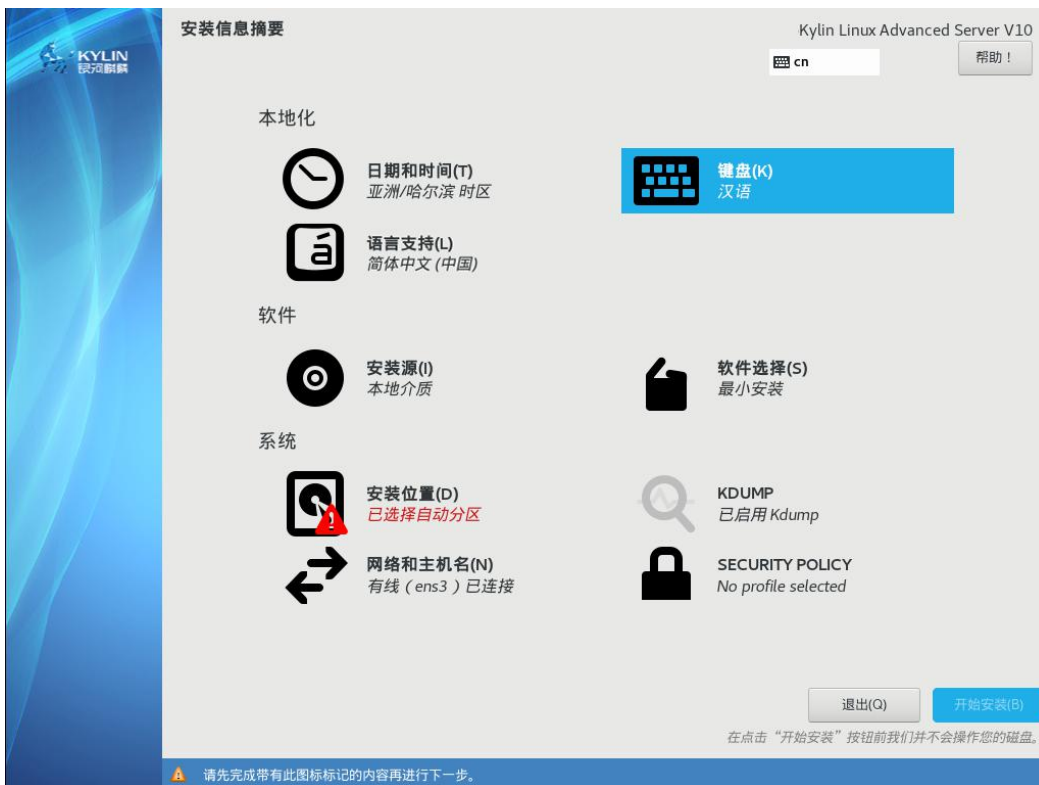 KYLIN
银河麒麟
安装信息摘要
Kylin Linux Advanced Server V10
cn
帮助！
本地化
日期和时间(T)
亚洲/哈尔滨 时区
键盘(K)
汉语
语言支持(L)
简体中文 (中国)
软件
安装源(I)
本地介质
软件选择(S)
最小安装
系统
安装位置(D)
已选择自动分区
KDUMP
已启用 Kdump
网络和主机名(N)
有线（ens3）已连接
SECURITY POLICY
No profile selected
退出(Q)
开始安装(B)
在点击“开始安装”按钮前我们并不会操作您的磁盘。
请先完成带有此图标标记的内容再进行下一步。